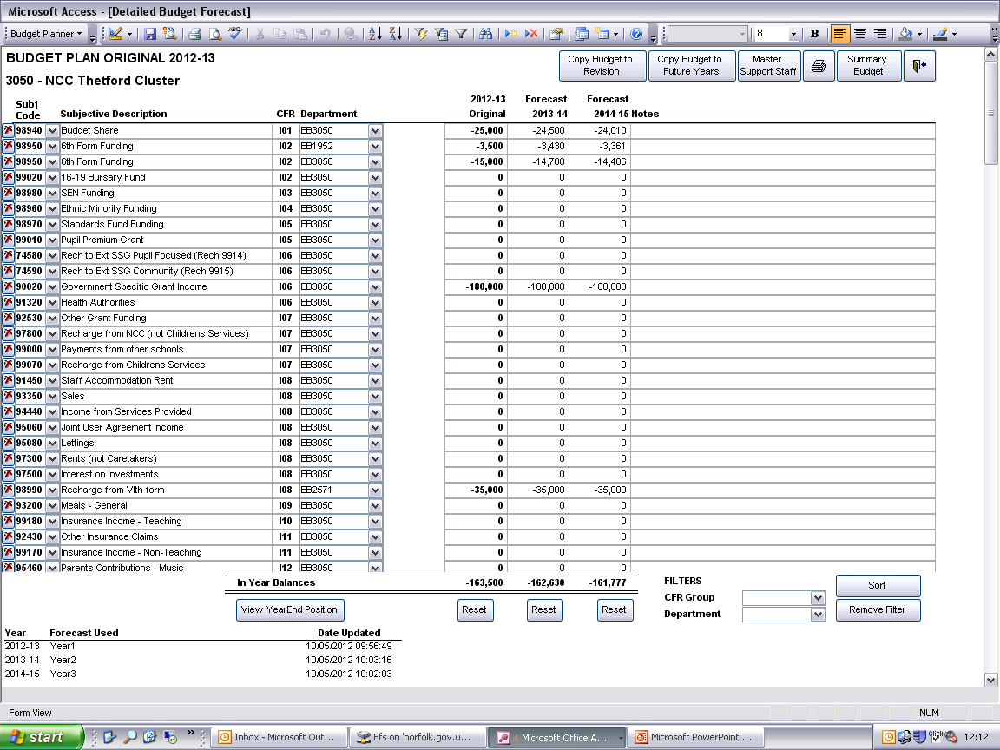 Microsoft Access - [Detailed Budget Forecast]
Budget Planner 8 B
BUDGET PLAN ORIGINAL 2012-13
3050 - NCC Thetford Cluster
Copy Budget to Revision
Copy Budget to Future Years
Master Support Staff
Summary Budget
Subj Code Subjective Description CFR Department 2012-13 Original Forecast 2013-14 Forecast 2014-15 Notes
98940 Budget Share I01 EB3050 -25,000 -24,500 -24,010
98950 6th Form Funding I02 EB1952 -3,500 -3,430 -3,361
98950 6th Form Funding I02 EB3050 -15,000 -14,700 -14,406
99020 16-19 Bursary Fund I02 EB3050 0 0 0
98980 SEN Funding I03 EB3050 0 0 0
98960 Ethnic Minority Funding I04 EB3050 0 0 0
98970 Standards Fund Funding I05 EB3050 0 0 0
99010 Pupil Premium Grant I05 EB3050 0 0 0
74580 Rech to Ext SSG Pupil Focused (Rech 9914) I06 EB3050 0 0 0
74590 Rech to Ext SSG Community (Rech 9915) I06 EB3050 0 0 0
90020 Government Specific Grant Income I06 EB3050 -180,000 -180,000 -180,000
91320 Health Authorities I06 EB3050 0 0 0
92530 Other Grant Funding I07 EB3050 0 0 0
97800 Recharge from NCC (not Childrens Services) I07 EB3050 0 0 0
99000 Payments from other schools I07 EB3050 0 0 0
99070 Recharge from Childrens Services I07 EB3050 0 0 0
91450 Staff Accommodation Rent I08 EB3050 0 0 0
93350 Sales I08 EB3050 0 0 0
94440 Income from Services Provided I08 EB3050 0 0 0
95060 Joint User Agreement Income I08 EB3050 0 0 0
95080 Lettings I08 EB3050 0 0 0
97300 Rents (not Caretakers) I08 EB3050 0 0 0
97500 Interest on Investments I08 EB3050 0 0 0
98990 Recharge from VIth form I08 EB2571 -35,000 -35,000 -35,000
93200 Meals - General I09 EB3050 0 0 0
99180 Insurance Income - Teaching I10 EB3050 0 0 0
92430 Other Insurance Claims I11 EB3050 0 0 0
99170 Insurance Income - Non-Teaching I11 EB3050 0 0 0
95460 Parents Contributions - Music I12 EB3050 0 0 0
In Year Balances -163,500 -162,630 -161,777
View YearEnd Position Reset Reset Reset
FILTERS
CFR Group
Department
Sort
Remove Filter
Year Forecast Used Date Updated
2012-13 Year1 10/05/2012 09:56:49
2013-14 Year2 10/05/2012 10:03:16
2014-15 Year3 10/05/2012 10:02:03
Form View NUM
start Inbox - Microsoft Out... Efs on 'norfolk.gov.u... Microsoft Office A... Microsoft PowerPoint ... 12:12